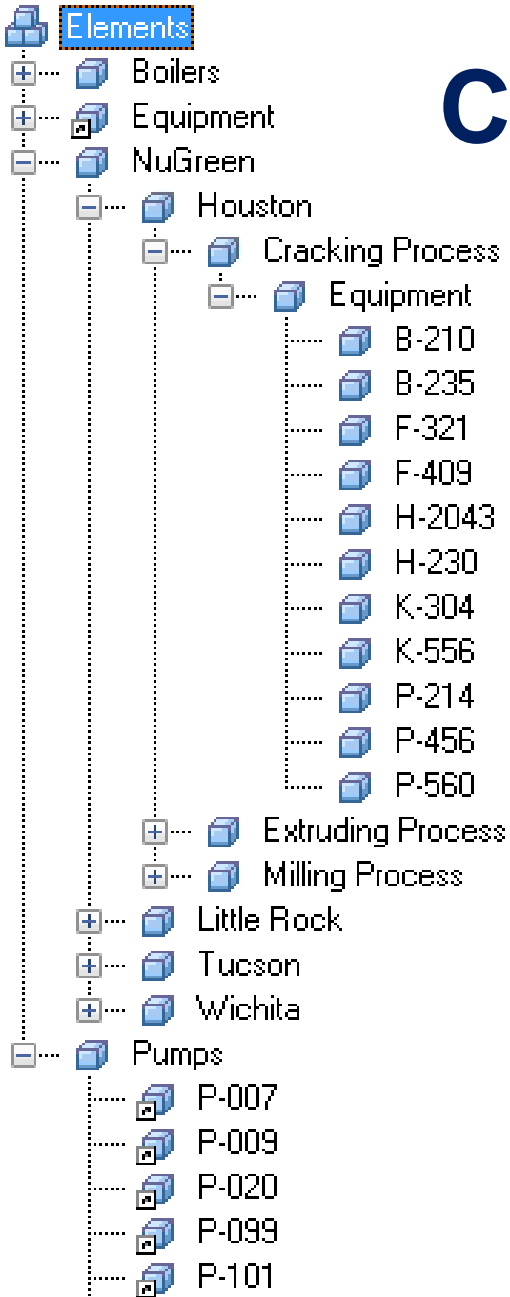 Elements
Boilers
C
Equipment
NuGreen
Houston
Cracking Process
Equipment
B-210
B-235
F-321
F-409
H-2043
H-230
K-304
K-556
P-214
P-456
P-560
Extruding Process
Milling Process
Little Rock
Tucson
Wichita
Pumps
P-007
P-009
P-020
P-099
P-101